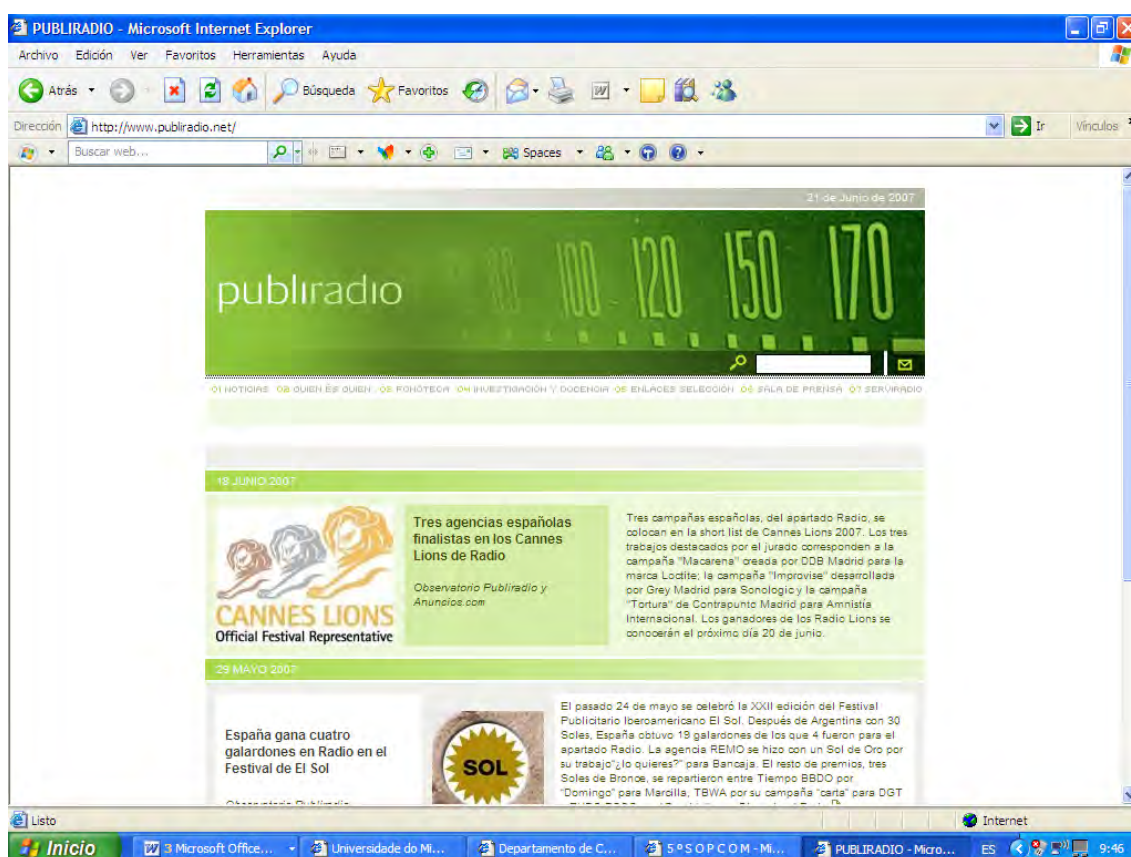 PUBLIRADIO - Microsoft Internet Explorer
Archivo Edición Ver Favoritos Herramientas Ayuda
Atrás Búsqueda Favoritos
Dirección http://www.publiradio.net/ Ir Vínculos
Buscar web... Spaces
21 de Junio de 2007
publiradio
80 100 120 150 170
01 NOTICIAS 02 QUIEN ES QUIEN 03 FONOTECA 04 INVESTIGACIÓN Y DOCENCIA 05 ENLACES SELECCIÓN 06 SALA DE PRENSA 07 SERVIRADIO
18 JUNIO 2007
CANNES LIONS
Official Festival Representative
Tres agencias españolas
finalistas en los Cannes
Lions de Radio
Observatorio Publiradio y
Anuncios.com
Tres campañas españolas, del apartado Radio, se
colocan en la short list de Cannes Lions 2007. Los tres
trabajos destacados por el jurado corresponden a la
campaña "Macarena" creada por DDB Madrid para la
marca Loctite; la campaña "Improvise" desarrollada
por Grey Madrid para Sonologic y la campaña
"Tortura" de Contrapunto Madrid para Amnistía
Internacional. Los ganadores de los Radio Lions se
conocerán el próximo día 20 de junio.
29 MAYO 2007
España gana cuatro
galardones en Radio en el
Festival de El Sol
SOL
El pasado 24 de mayo se celebró la XXII edición del Festival
Publicitario Iberoamericano El Sol. Después de Argentina con 30
Soles, España obtuvo 19 galardones de los que 4 fueron para el
apartado Radio. La agencia REMO se hizo con un Sol de Oro por
su trabajo"¿lo quieres?" para Bancaja. El resto de premios, tres
Soles de Bronce, se repartieron entre Tiempo BBDO por
"Domingo" para Marcilla, TBWA por su campaña "carta" para DGT
Listo Internet
Inicio 3 Microsoft Office... Universidade do Mi... Departamento de C... 5º S O P C O M - Mi... PUBLIRADIO - Micro... ES 9:46